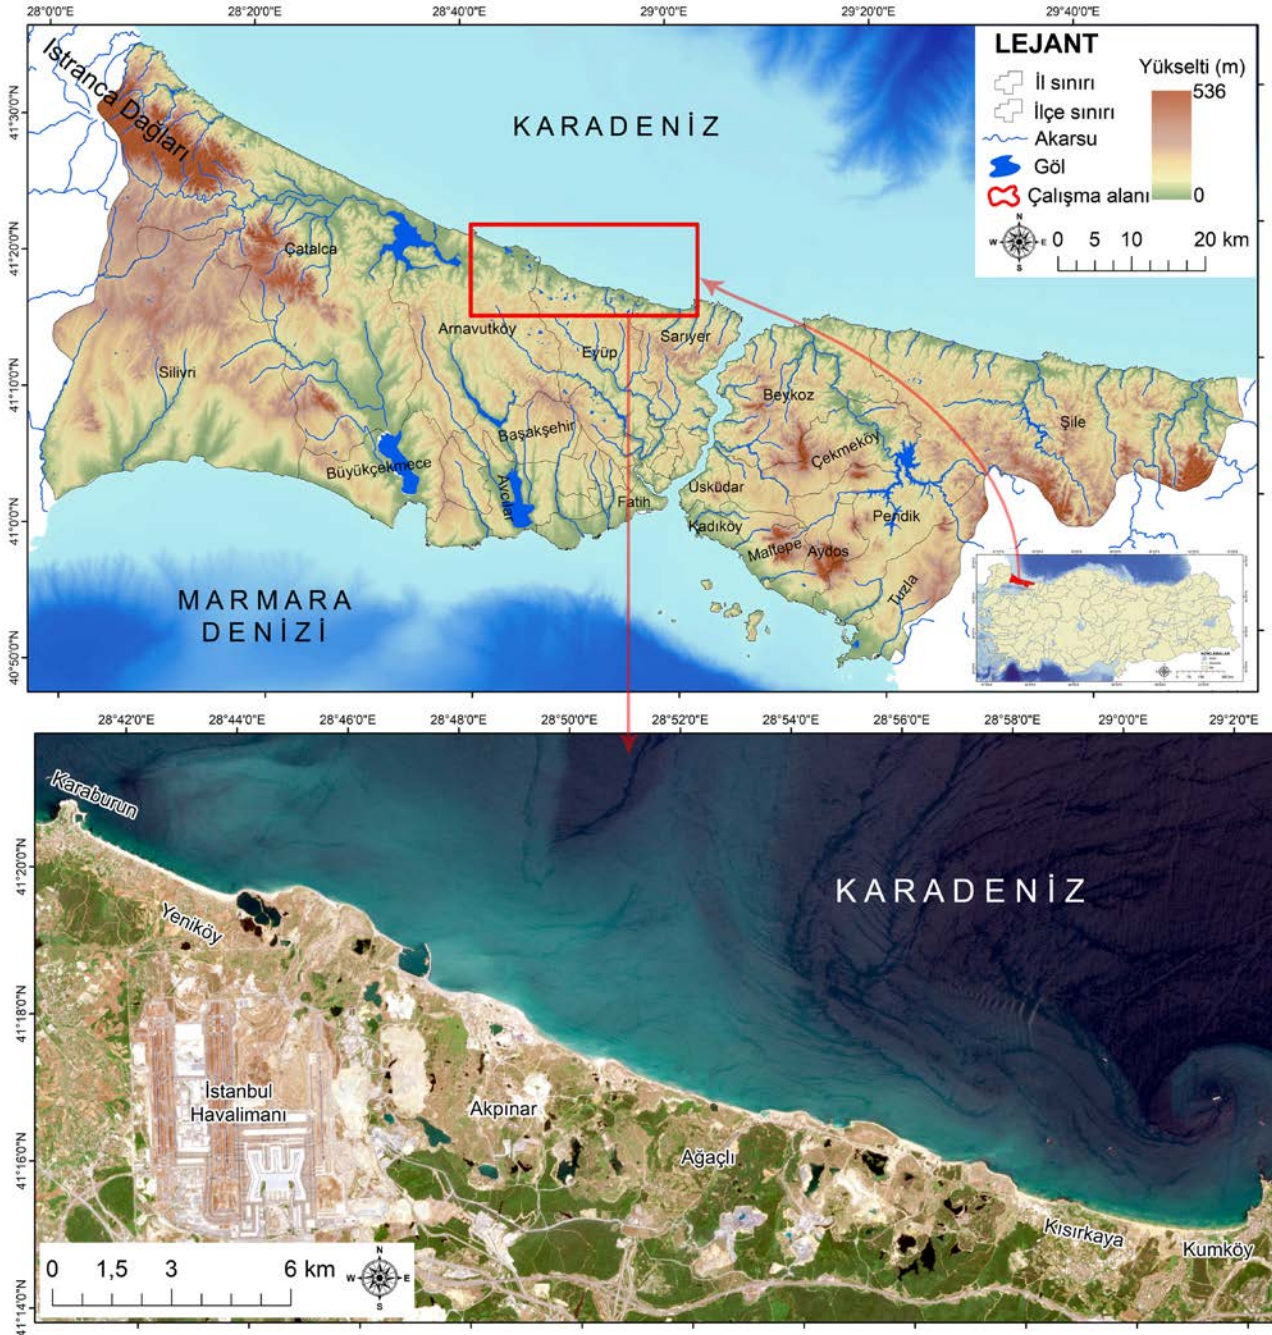 28°0'0"E 28°20'0"E 28°40'0"E 29°0'0"E 29°20'0"E 29°40'0"E
41°30'0"N
41°20'0"N
41°10'0"N
41°0'0"N
40°50'0"N
Istranca Dağları
KARADENİZ
LEJANT
İl sınırı
İlçe sınırı
Akarsu
Göl
Çalışma alanı
Yükselti (m)
536
0
N
W E
S
0 5 10 20 km
Çatalca
Silivri
Arnavutköy
Eyüp
Sarıyer
Büyükçekmece
Başakşehir
Avcılar
Fatih
Beykoz
Çekmeköy
Şile
Üsküdar
Kadıköy
Pendik
Maltepe
Aydos
Tuzla
MARMARA
DENİZİ
28°42'0"E 28°44'0"E 28°46'0"E 28°48'0"E 28°50'0"E 28°52'0"E 28°54'0"E 28°56'0"E 28°58'0"E 29°0'0"E 29°2'0"E
41°20'0"N
41°18'0"N
41°16'0"N
41°14'0"N
Karaburun
Yeniköy
KARADENİZ
İstanbul
Havalimanı
Akpınar
Ağaçlı
Kısırkaya
Kumköy
0 1,5 3 6 km
N
W E
S